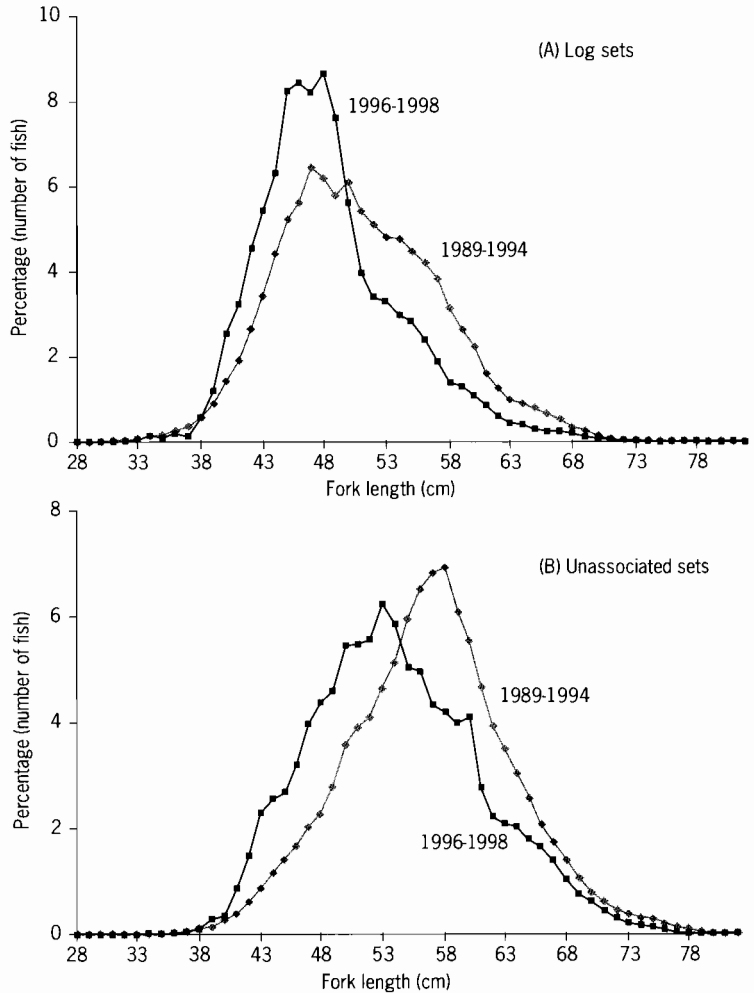 10
(A) Log sets
8
1996-1998
6
1989-1994
4
2
0
28 33 38 43 48 53 58 63 68 73 78
Percentage (number of fish)
Fork length (cm)
8
(B) Unassociated sets
6
1989-1994
4
1996-1998
2
0
28 33 38 43 48 53 58 63 68 73 78
Percentage (number of fish)
Fork length (cm)